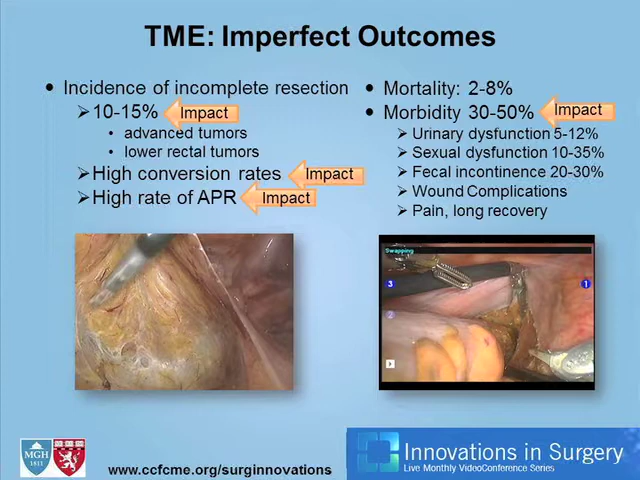 TME: Imperfect Outcomes
• Incidence of incomplete resection
➢10-15% Impact
• advanced tumors
• lower rectal tumors
➢High conversion rates Impact
➢High rate of APR Impact
• Mortality: 2-8%
• Morbidity 30-50% Impact
➢Urinary dysfunction 5-12%
➢Sexual dysfunction 10-35%
➢Fecal incontinence 20-30%
➢Wound Complications
➢Pain, long recovery
Swapping
3
1
2
MGH
1811
www.ccfcme.org/surginnovations
Innovations in Surgery
Live Monthly VideoConference Series